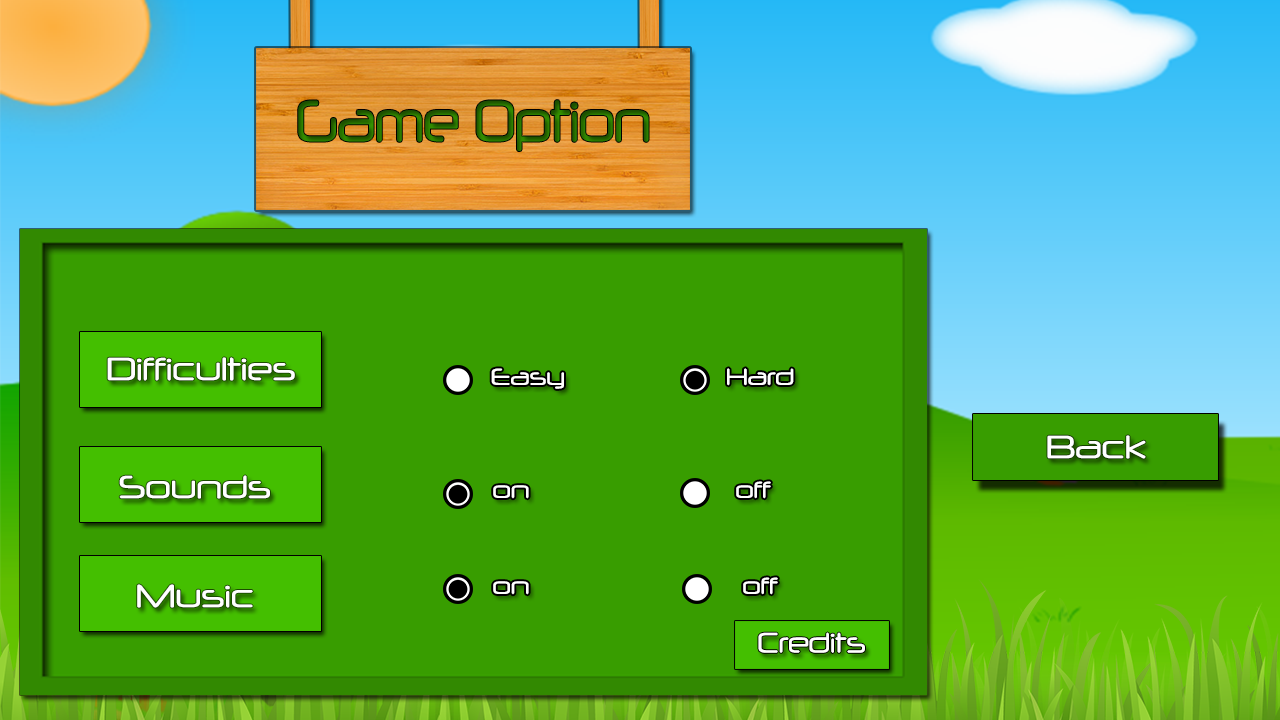 Game Option
Difficulties Easy Hard
Sounds on off
Music on off
Credits
Back